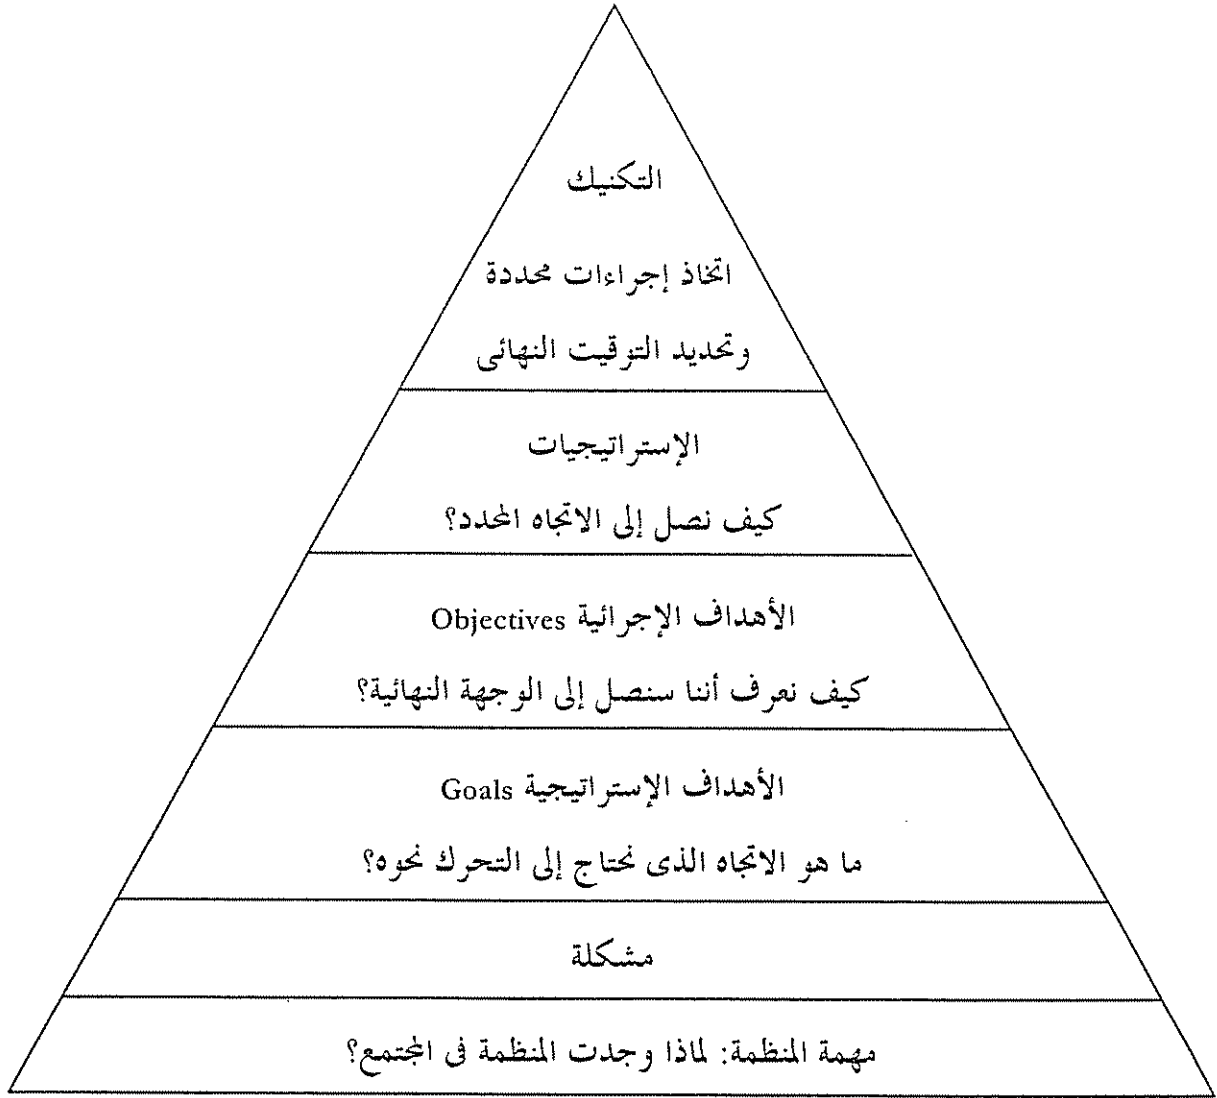 التكنيك
اتخاذ إجراءات محددة
وتحديد التوقيت النهائى
الإستراتيجيات
كيف نصل إلى الاتجاه المحدد؟
الأهداف الإجرائية Objectives
كيف نعرف أننا سنصل إلى الوجهة النهائية؟
الأهداف الإستراتيجية Goals
ما هو الاتجاه الذى نحتاج إلى التحرك نحوه؟
مشكلة
مهمة المنظمة: لماذا وجدت المنظمة فى المجتمع؟